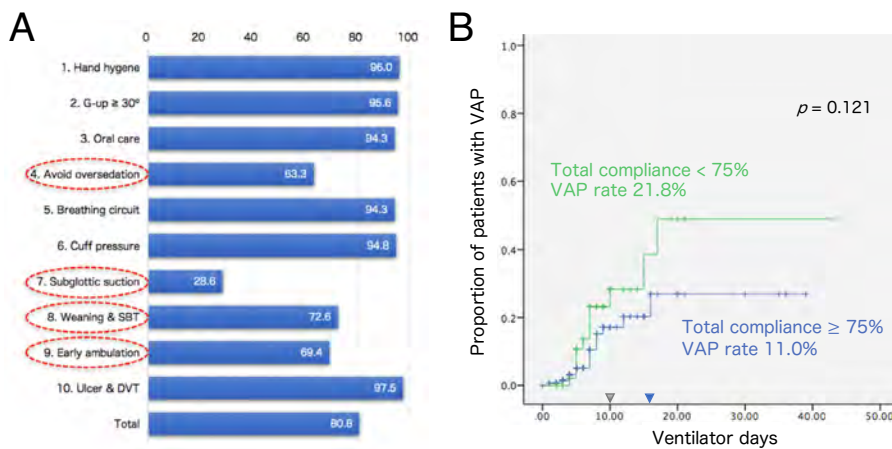 A
0 20 40 60 80 100
1. Hand hygene 96.0
2. G-up ≥ 30° 95.6
3. Oral care 94.3
4. Avoid oversedation 63.3
5. Breathing circuit 94.3
6. Cuff pressure 94.8
7. Subglottic suction 28.6
8. Weaning & SBT 72.6
9. Early ambulation 69.4
10. Ulcer & DVT 97.5
Total 80.8
B
Proportion of patients with VAP
1.0
0.8
0.6
0.4
0.2
0.0
p = 0.121
Total compliance < 75%
VAP rate 21.8%
Total compliance ≥ 75%
VAP rate 11.0%
.00 10.00 20.00 30.00 40.00 50.00
Ventilator days